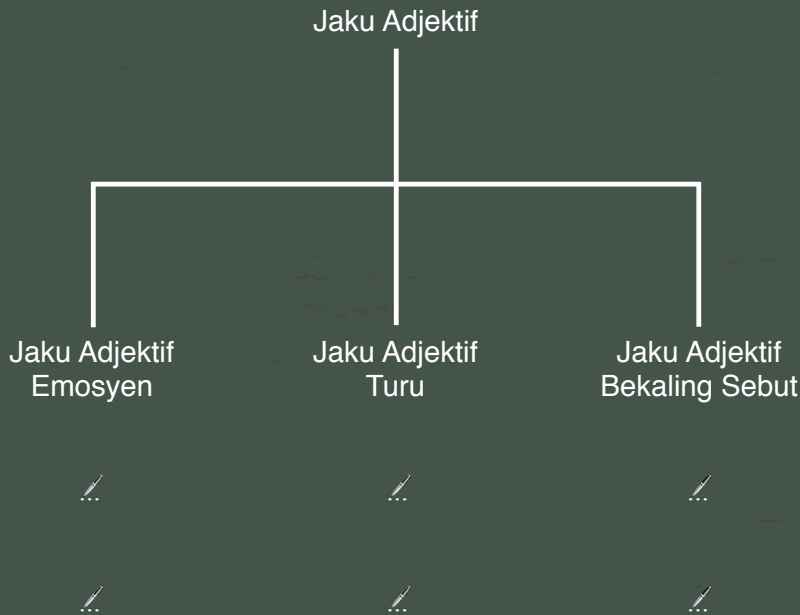 Jaku Adjektif
Jaku Adjektif
Emosyen
Jaku Adjektif
Turu
Jaku Adjektif
Bekaling Sebut
...
...
...
...
...
...